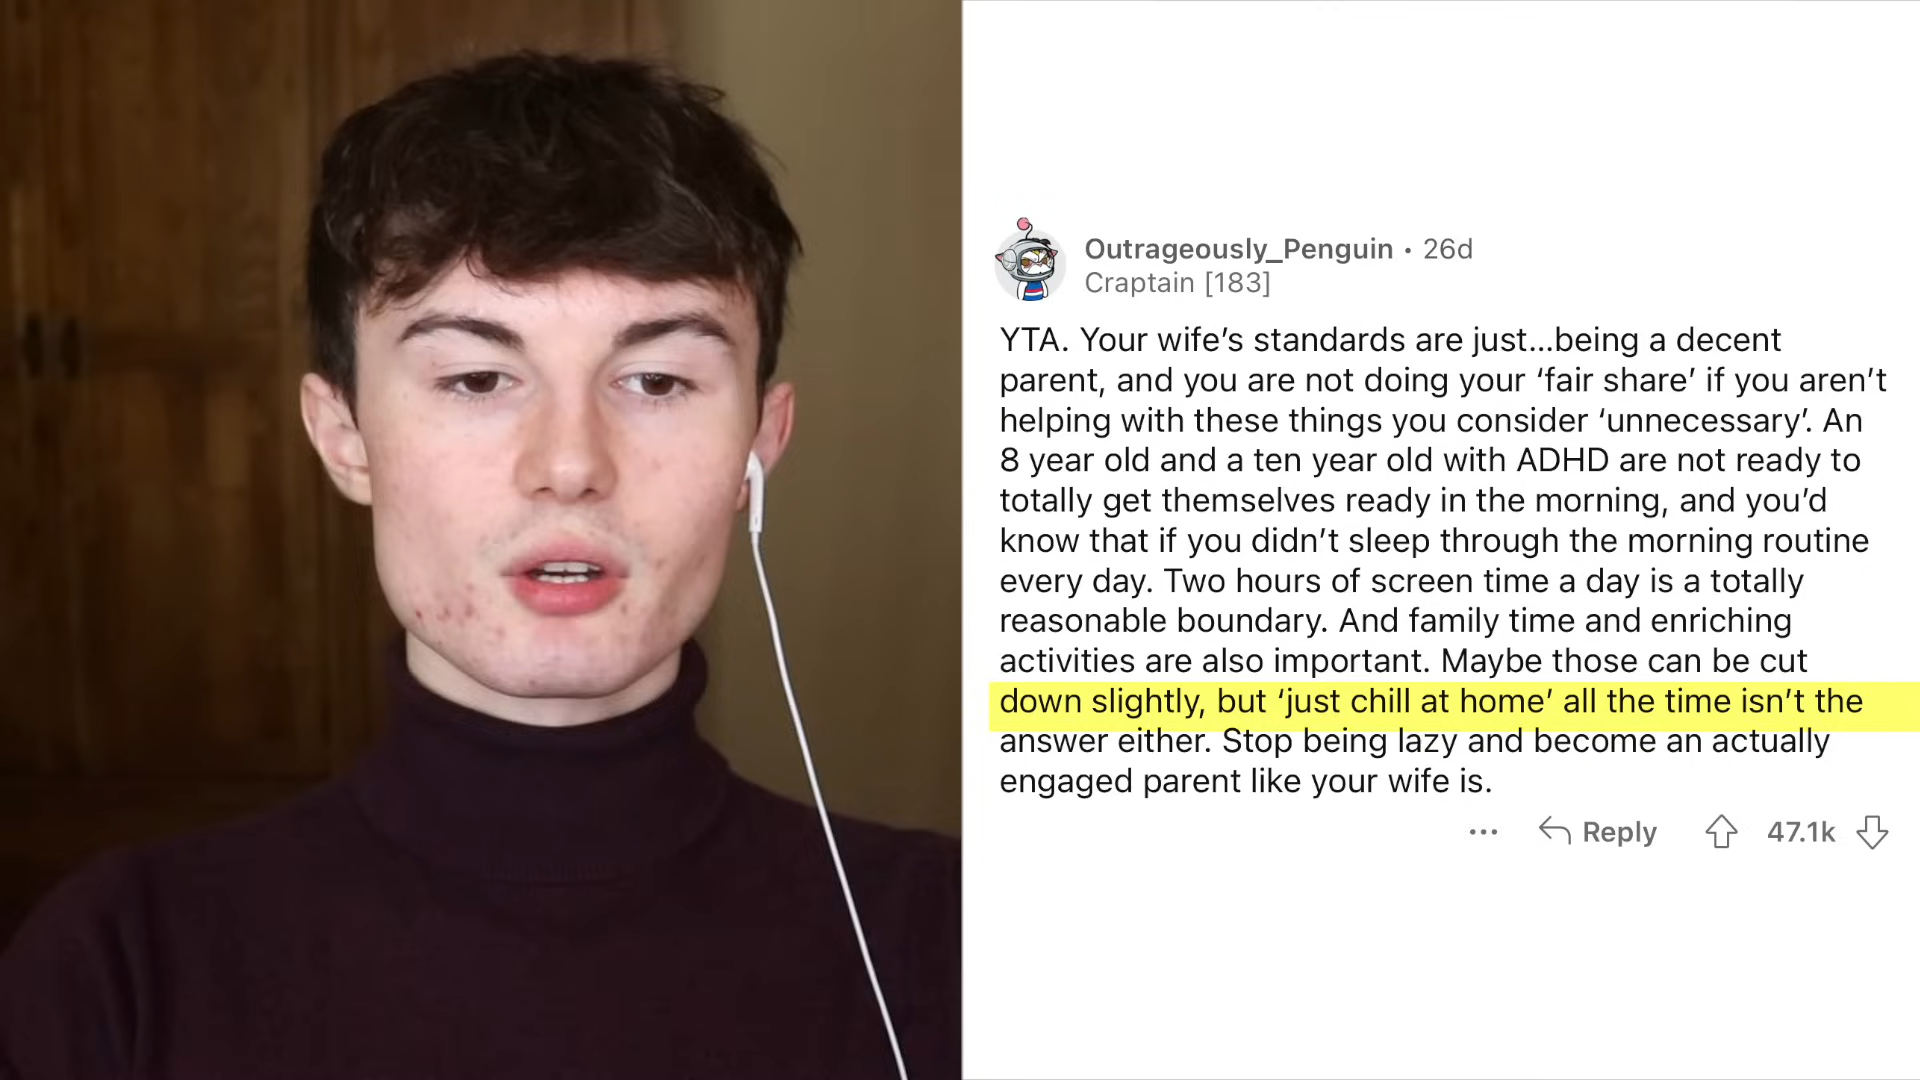 Outrageously_Penguin • 26d
Craptain [183]
YTA. Your wife’s standards are just...being a decent
parent, and you are not doing your ‘fair share’ if you aren’t
helping with these things you consider ‘unnecessary’. An
8 year old and a ten year old with ADHD are not ready to
totally get themselves ready in the morning, and you’d
know that if you didn’t sleep through the morning routine
every day. Two hours of screen time a day is a totally
reasonable boundary. And family time and enriching
activities are also important. Maybe those can be cut
down slightly, but ‘just chill at home’ all the time isn’t the
answer either. Stop being lazy and become an actually
engaged parent like your wife is.
... Reply 47.1k